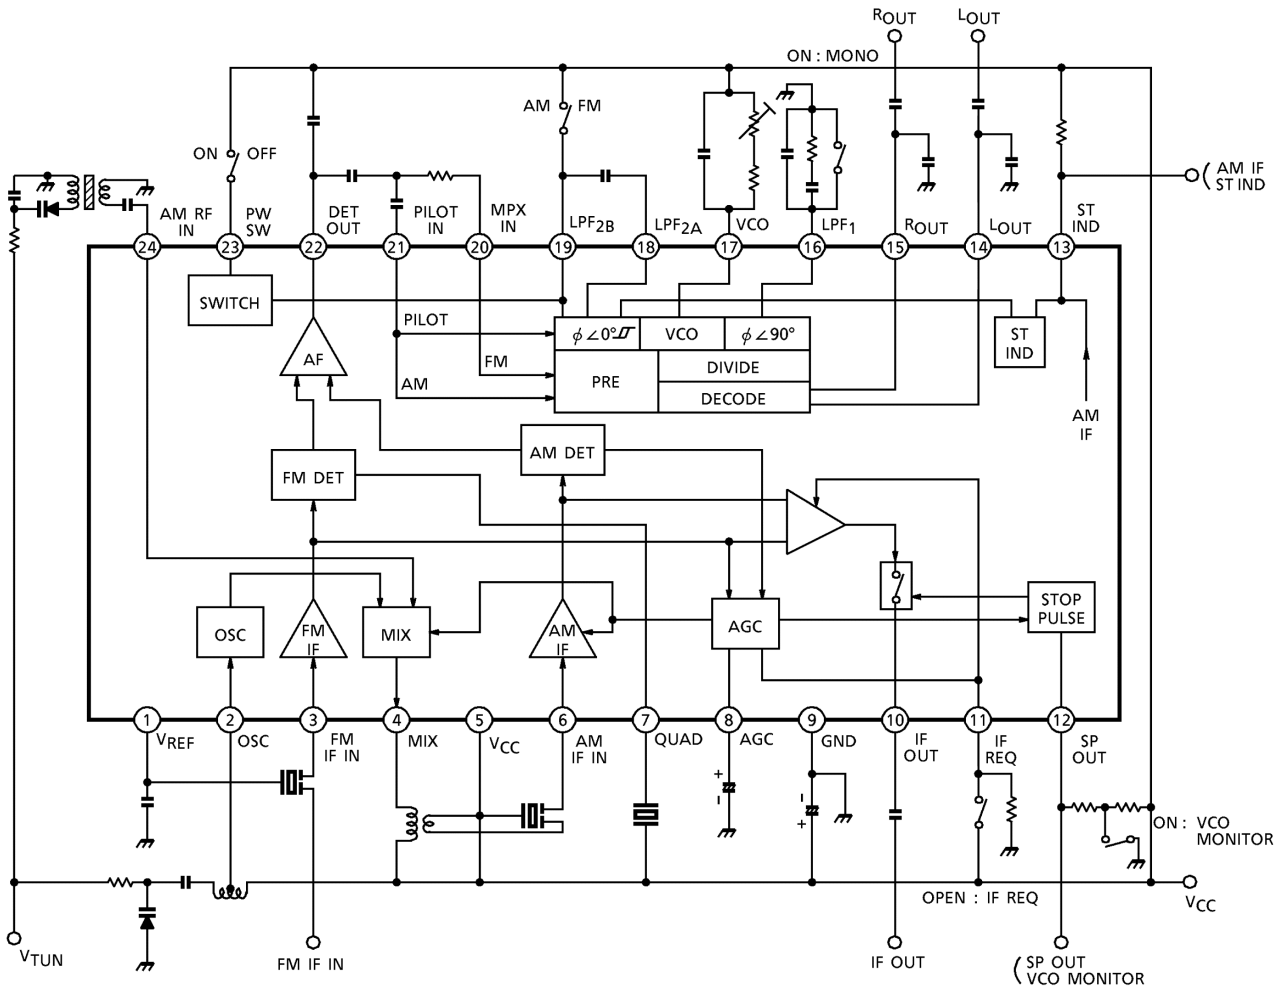 ROUT
LOUT
ON : MONO
AM
FM
ON
OFF
AM IF
ST IND
AM RF
IN
PW
SW
DET
OUT
PILOT
IN
MPX
IN
LPF2B
LPF2A
VCO
LPF1
ROUT
LOUT
ST
IND
24
23
22
21
20
19
18
17
16
15
14
13
SWITCH
PILOT
ϕ∠0°
VCO
ϕ∠90°
ST
IND
AF
FM
PRE
DIVIDE
AM
DECODE
AM
IF
AM DET
FM DET
OSC
FM
IF
MIX
AM
IF
AGC
STOP
PULSE
1
2
3
4
5
6
7
8
9
10
11
12
VREF
OSC
FM
IF IN
MIX
VCC
AM
IF IN
QUAD
AGC
GND
IF
OUT
IF
REQ
SP
OUT
+
−
−
+
ON : VCO
MONITOR
OPEN : IF REQ
VCC
VTUN
FM IF IN
IF OUT
SP OUT
VCO MONITOR